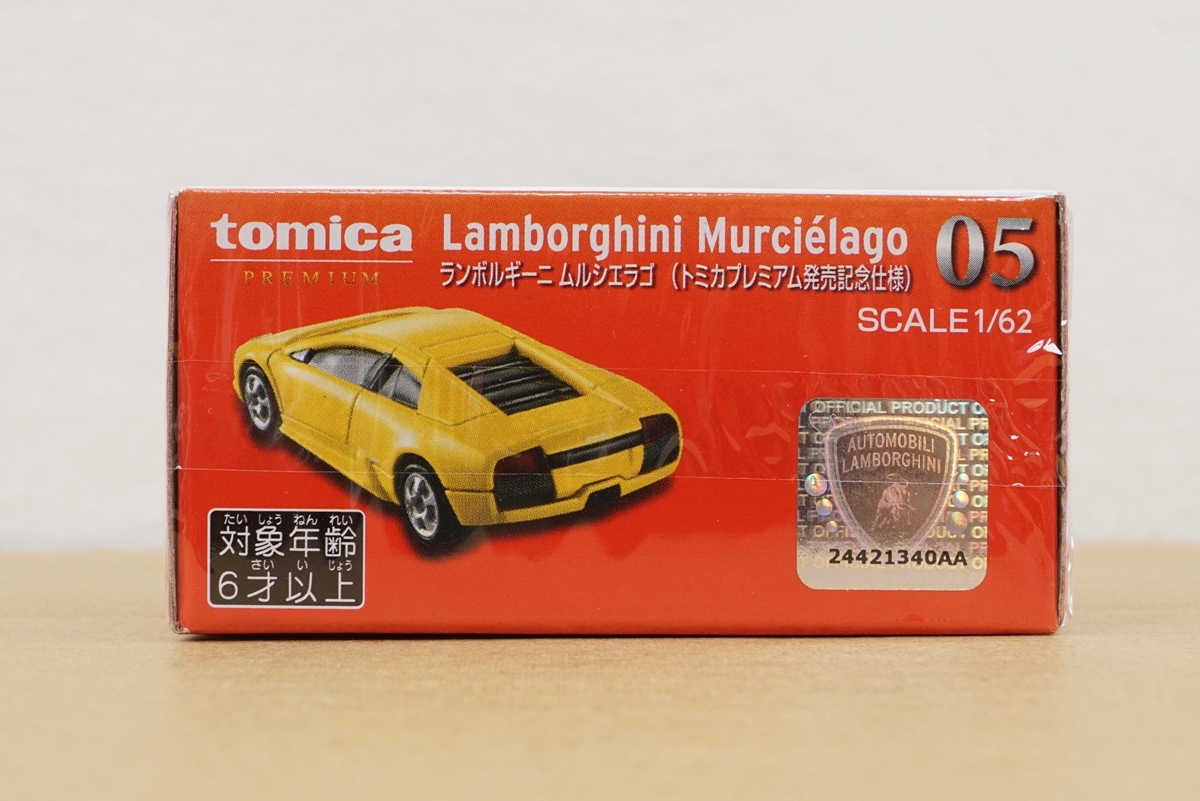 tomica
PREMIUM
Lamborghini Murciélago
ランボルギーニ ムルシエラゴ (トミカプレミアム発売記念仕様)
05
SCALE 1/62
OFFICIAL PRODUCT
AUTOMOBILI
LAMBORGHINI
24421340AA
たい しょう ねん れい
対象年齢
さい い じょう
6才以上